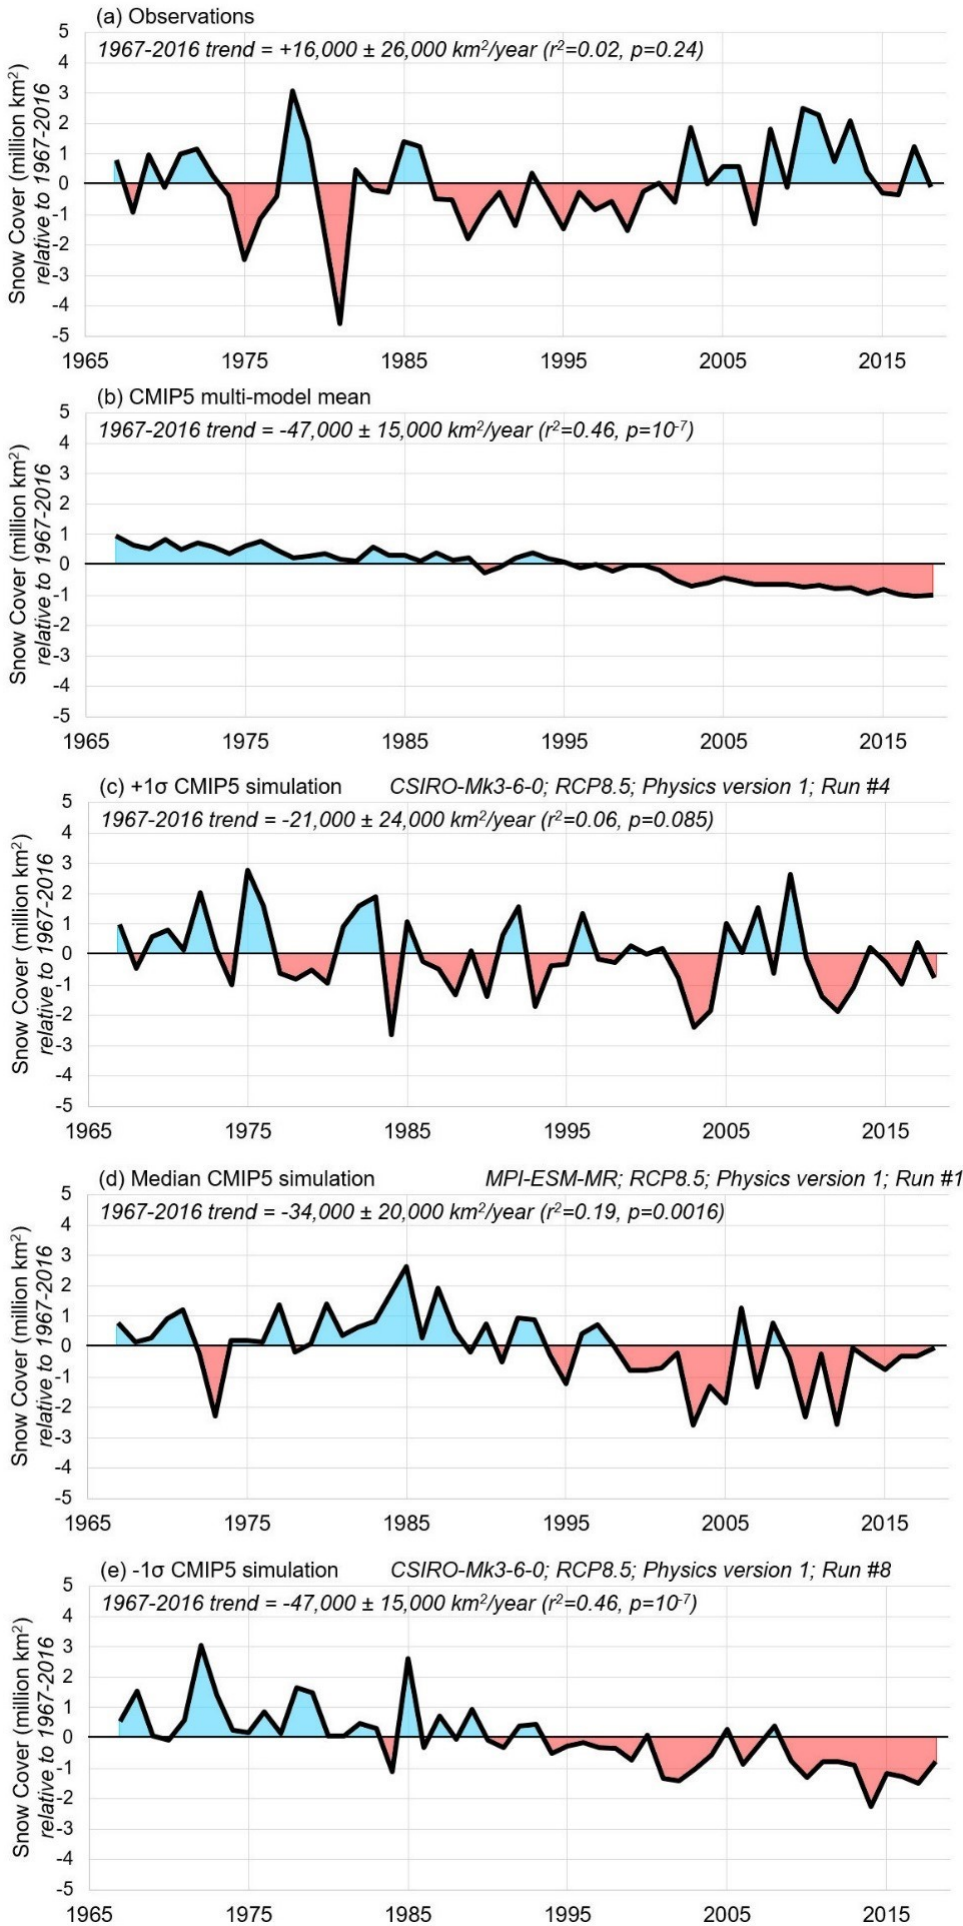 (a) Observations
1967-2016 trend = +16,000 ± 26,000 km²/year (r²=0.02, p=0.24)
Snow Cover (million km²)
relative to 1967-2016
5
4
3
2
1
0
-1
-2
-3
-4
-5
1965 1975 1985 1995 2005 2015
(b) CMIP5 multi-model mean
1967-2016 trend = -47,000 ± 15,000 km²/year (r²=0.46, p=10⁻⁷)
Snow Cover (million km²)
relative to 1967-2016
5
4
3
2
1
0
-1
-2
-3
-4
-5
1965 1975 1985 1995 2005 2015
(c) +1σ CMIP5 simulation CSIRO-Mk3-6-0; RCP8.5; Physics version 1; Run #4
1967-2016 trend = -21,000 ± 24,000 km²/year (r²=0.06, p=0.085)
Snow Cover (million km²)
relative to 1967-2016
5
4
3
2
1
0
-1
-2
-3
-4
-5
1965 1975 1985 1995 2005 2015
(d) Median CMIP5 simulation MPI-ESM-MR; RCP8.5; Physics version 1; Run #1
1967-2016 trend = -34,000 ± 20,000 km²/year (r²=0.19, p=0.0016)
Snow Cover (million km²)
relative to 1967-2016
5
4
3
2
1
0
-1
-2
-3
-4
-5
1965 1975 1985 1995 2005 2015
(e) -1σ CMIP5 simulation CSIRO-Mk3-6-0; RCP8.5; Physics version 1; Run #8
1967-2016 trend = -47,000 ± 15,000 km²/year (r²=0.46, p=10⁻⁷)
Snow Cover (million km²)
relative to 1967-2016
5
4
3
2
1
0
-1
-2
-3
-4
-5
1965 1975 1985 1995 2005 2015